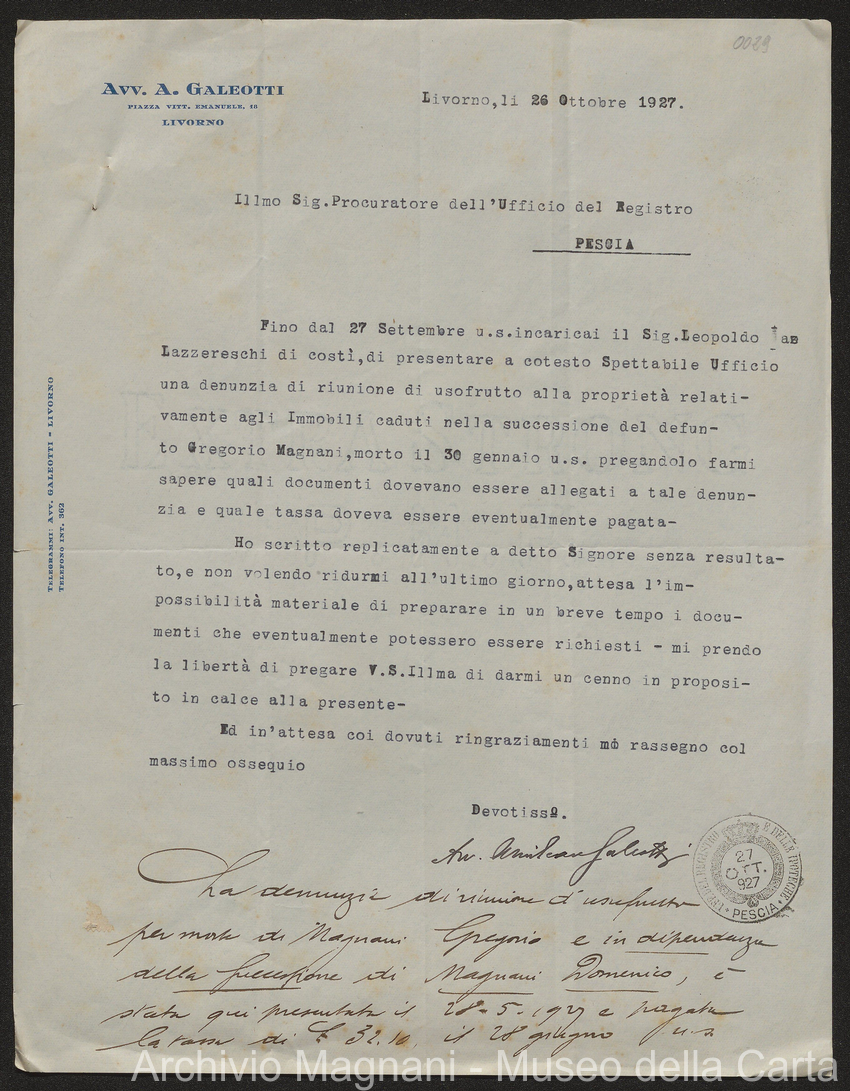 0029
AVV. A. GALEOTTI
PIAZZA VITT. EMANUELE, 18
LIVORNO
Livorno,li 26 Ottobre 1927.
Illmo Sig.Procuratore dell'Ufficio del Registro
PESCIA
Fino dal 27 Settembre u.s.incaricai il Sig.Leopoldo
Lazzereschi di costì,di presentare a cotesto Spettabile Ufficio
una denunzia di riunione di usofrutto alla proprietà relati-
vamente agli Immobili caduti nella successione del defun-
to Gregorio Magnani,morto il 30 gennaio u.s. pregandolo farmi
sapere quali documenti dovevano essere allegati a tale denun-
zia e quale tassa doveva essere eventualmente pagata-
Ho scritto replicatamente a detto Signore senza resulta-
to,e non volendo ridurmi all'ultimo giorno,attesa l'im-
possibilità materiale di preparare in un breve tempo i docu-
menti che eventualmente potessero essere richiesti - mi prendo
la libertà di pregare V.S.Illma di darmi un cenno in proposi-
to in calce alla presente-
Ed in'attesa coi dovuti ringraziamenti mi rassegno col
massimo ossequio
Devotissº.
Av. Galeotti
La denunzia di riunione d'usufrutto
per morte di Magnani Gregorio e in dipendenza
della successione di Magnani Domenico, è
stata qui presentata il 28-5-1927 e pagata
la tassa di £ 32.10. il 28 giugno u.s.
REGISTRO E DELLE IPOTECHE
27
OTT.
927
PESCIA
TELEGRAMMI: AVV. GALEOTTI - LIVORNO
TELEFONO INT. 362
Archivio Magnani - Museo della Carta